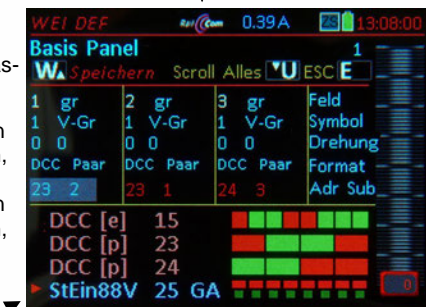 WEI DEF RailCom 0.39A ZS 13:08:00
Basis Panel 1
W Speichern Scroll Alles U ESC E
1 gr 2 gr 3 gr Feld
1 V-Gr 1 V-Gr 1 V-Gr Symbol
0 0 0 0 0 0 Drehung
DCC Paar DCC Paar DCC Paar Format
23 2 23 1 24 3 Adr Sub
DCC [e] 15
DCC [p] 23
DCC [p] 24
StEin88V 25 GA 0